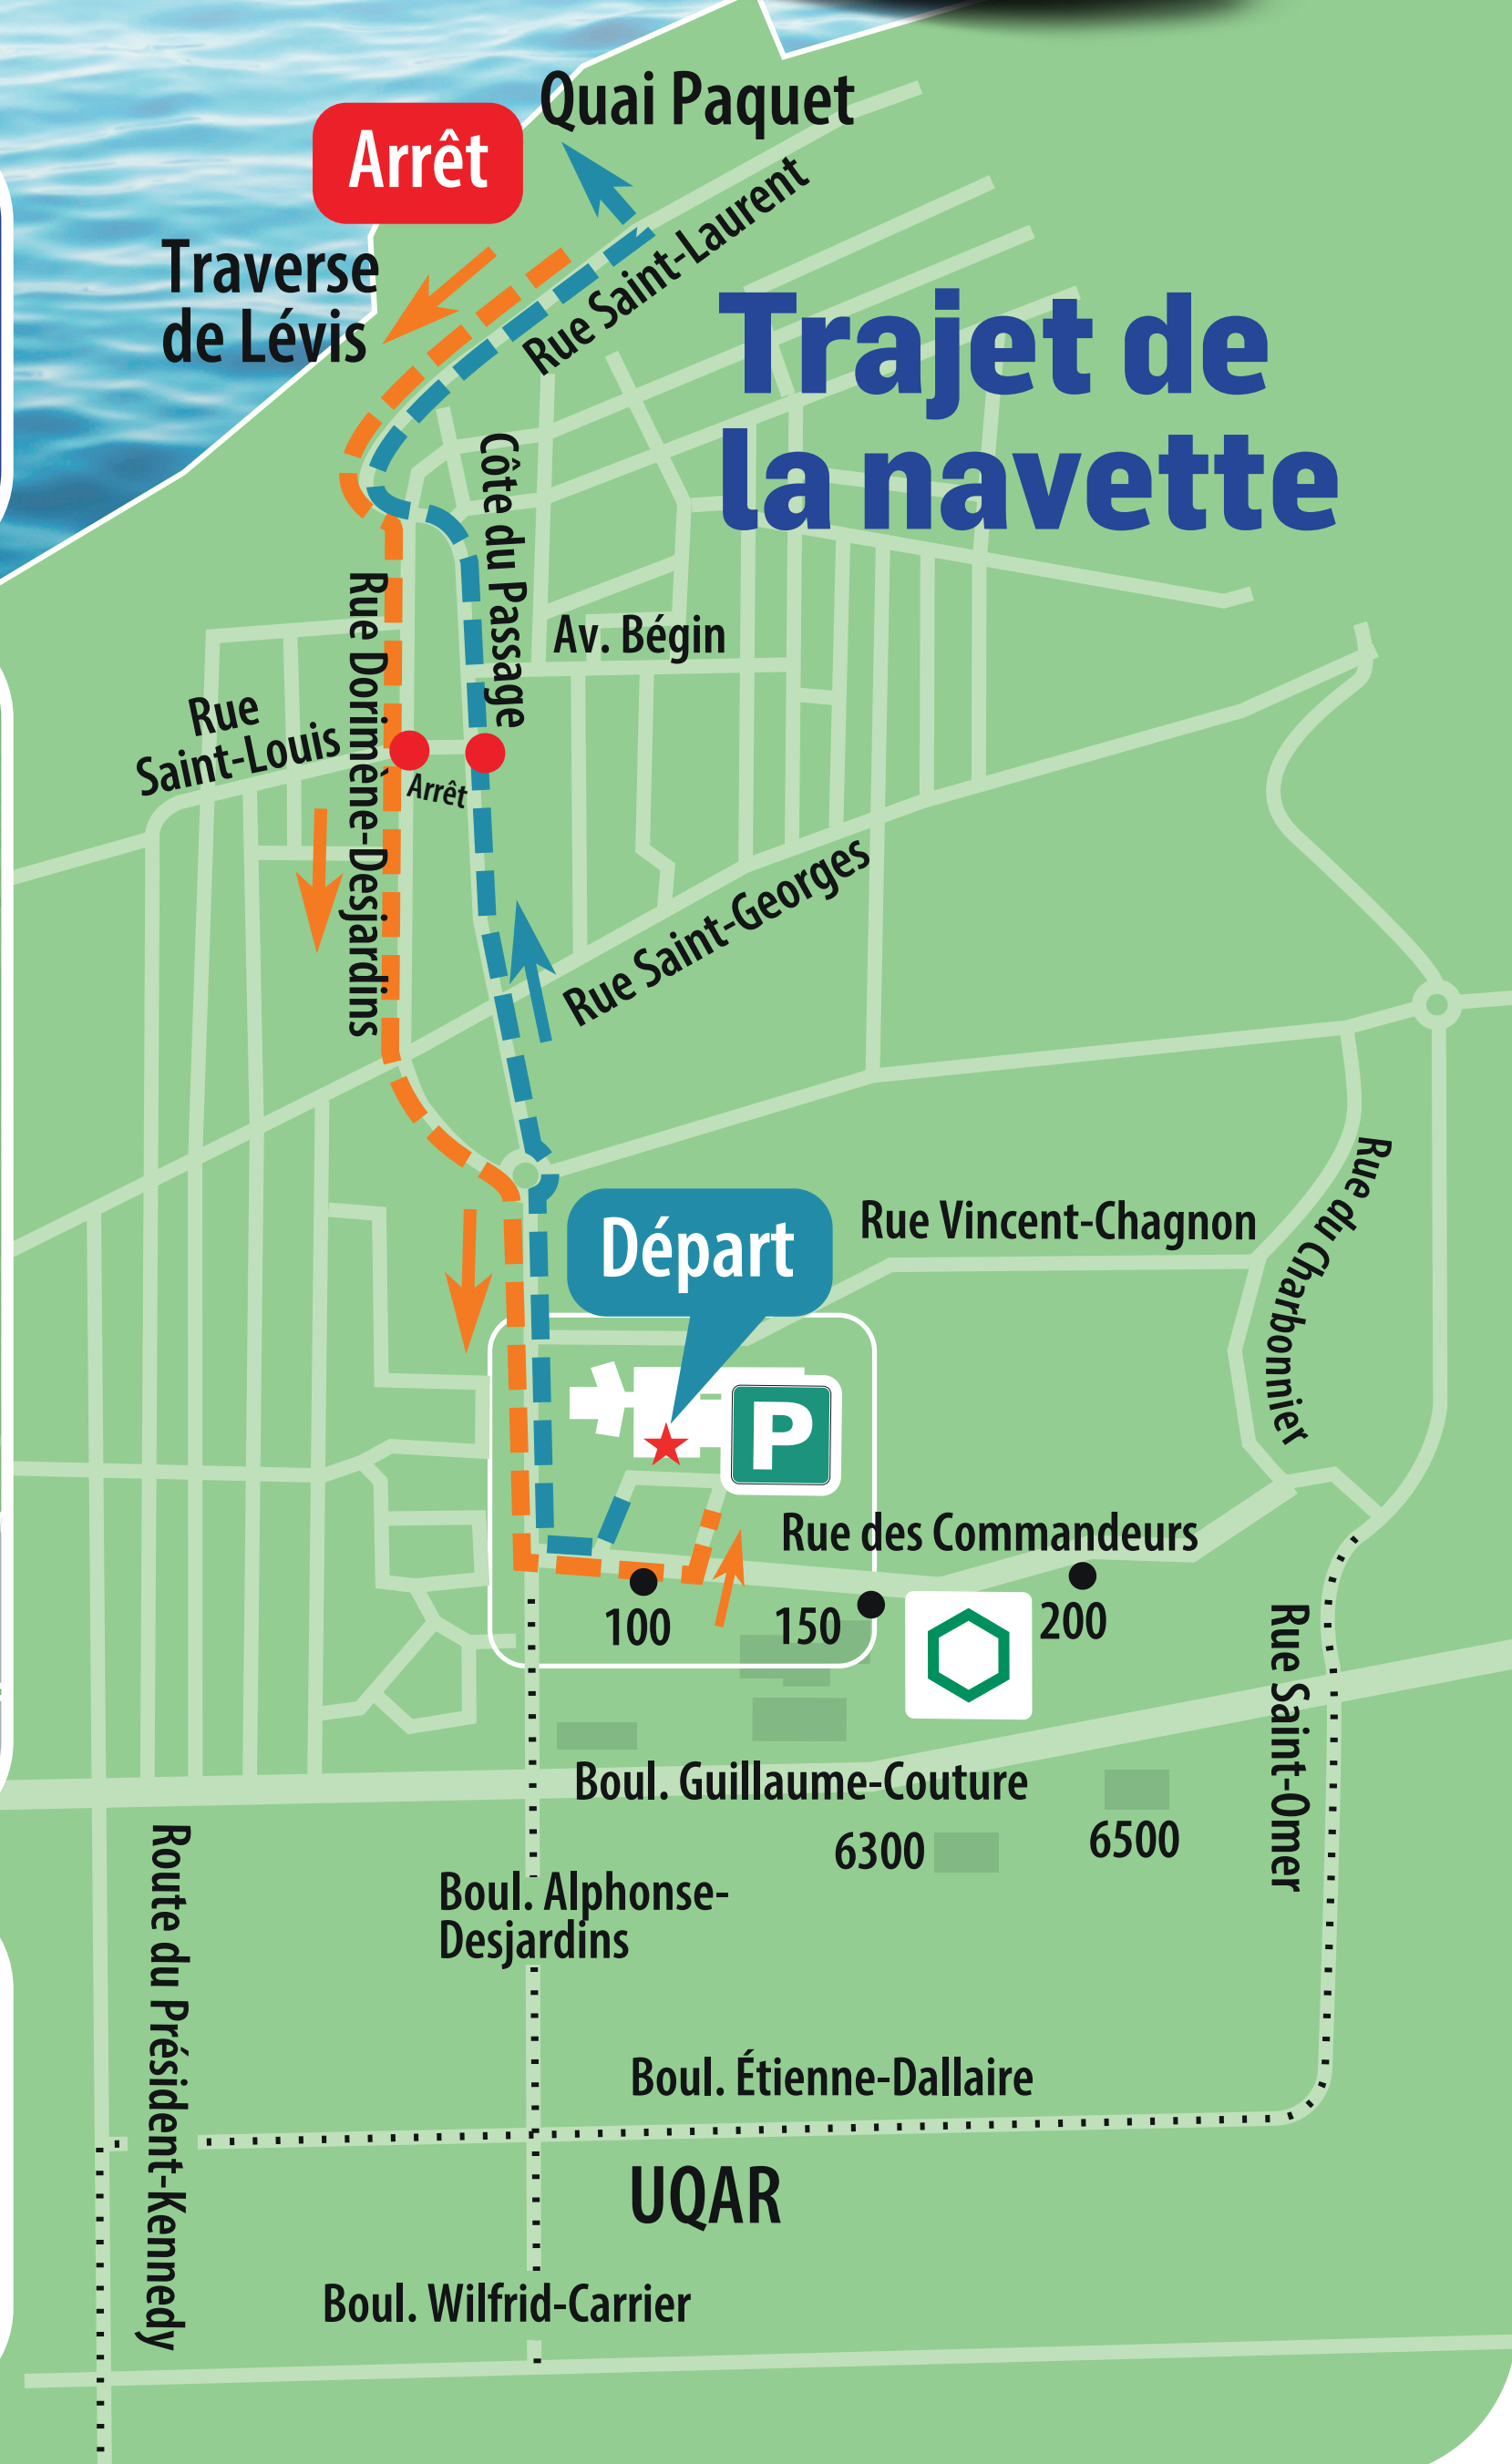 Quai Paquet
Arrêt
Traverse
de Lévis
Rue Saint-Laurent
Trajet de
la navette
Côte du Passage
Rue Dorimène-Desjardins
Av. Bégin
Rue
Saint-Louis
Arrêt
Rue Saint-Georges
Rue du Charbonnier
Rue Vincent-Chagnon
Départ
P
Rue des Commandeurs
100
150
200
Rue Saint-Omer
Boul. Guillaume-Couture
6300
6500
Route du Président-Kennedy
Boul. Alphonse-
Desjardins
Boul. Étienne-Dallaire
UQAR
Boul. Wilfrid-Carrier